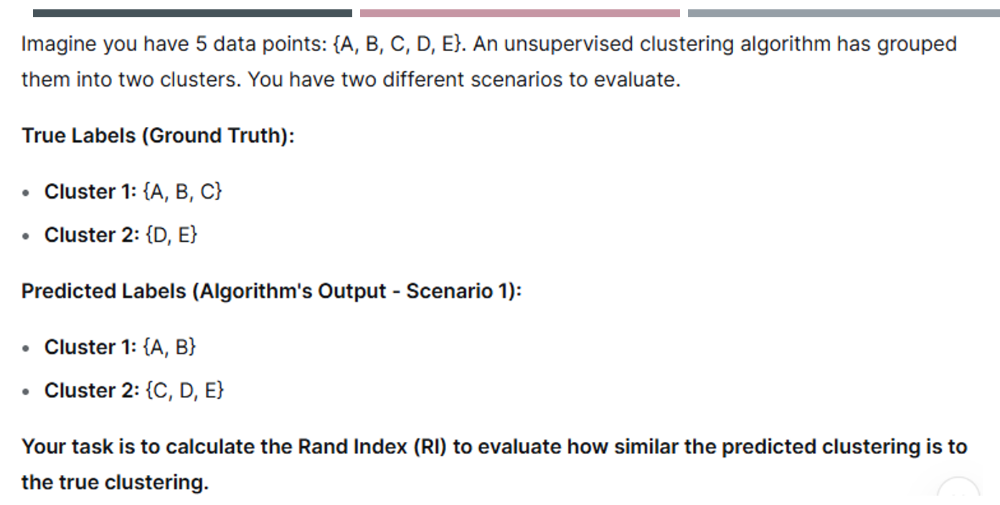 Imagine you have 5 data points: {A, B, C, D, E}. An unsupervised clustering algorithm has grouped
them into two clusters. You have two different scenarios to evaluate.
True Labels (Ground Truth):
• Cluster 1: {A, B, C}
• Cluster 2: {D, E}
Predicted Labels (Algorithm's Output - Scenario 1):
• Cluster 1: {A, B}
• Cluster 2: {C, D, E}
Your task is to calculate the Rand Index (RI) to evaluate how similar the predicted clustering is to
the true clustering.